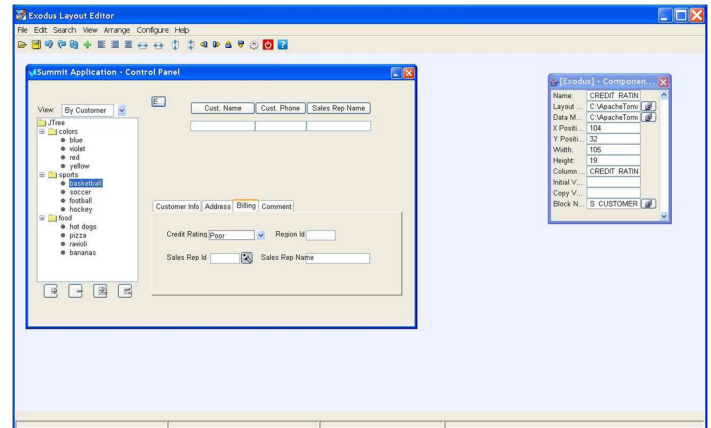 Exodus Layout Editor
File Edit Search View Arrange Configure Help
Summit Application - Control Panel
View: By Customer
E...
Cust. Name Cust. Phone Sales Rep Name
JTree
colors
blue
violet
red
yellow
sports
basketball
soccer
football
hockey
food
hot dogs
pizza
ravioli
bananas
Customer Info Address Billing Comment
Credit Rating Poor Region Id
Sales Rep Id Sales Rep Name
[Exodus] - Componen...
Name: CREDIT RATIN
Layout ... C:\ApacheTomc
Data M... C:\ApacheTomc
X Positi... 104
Y Positi... 32
Width: 105
Height: 19
Column ... CREDIT RATIN
Initial V...
Copy V...
Block N... S CUSTOMER